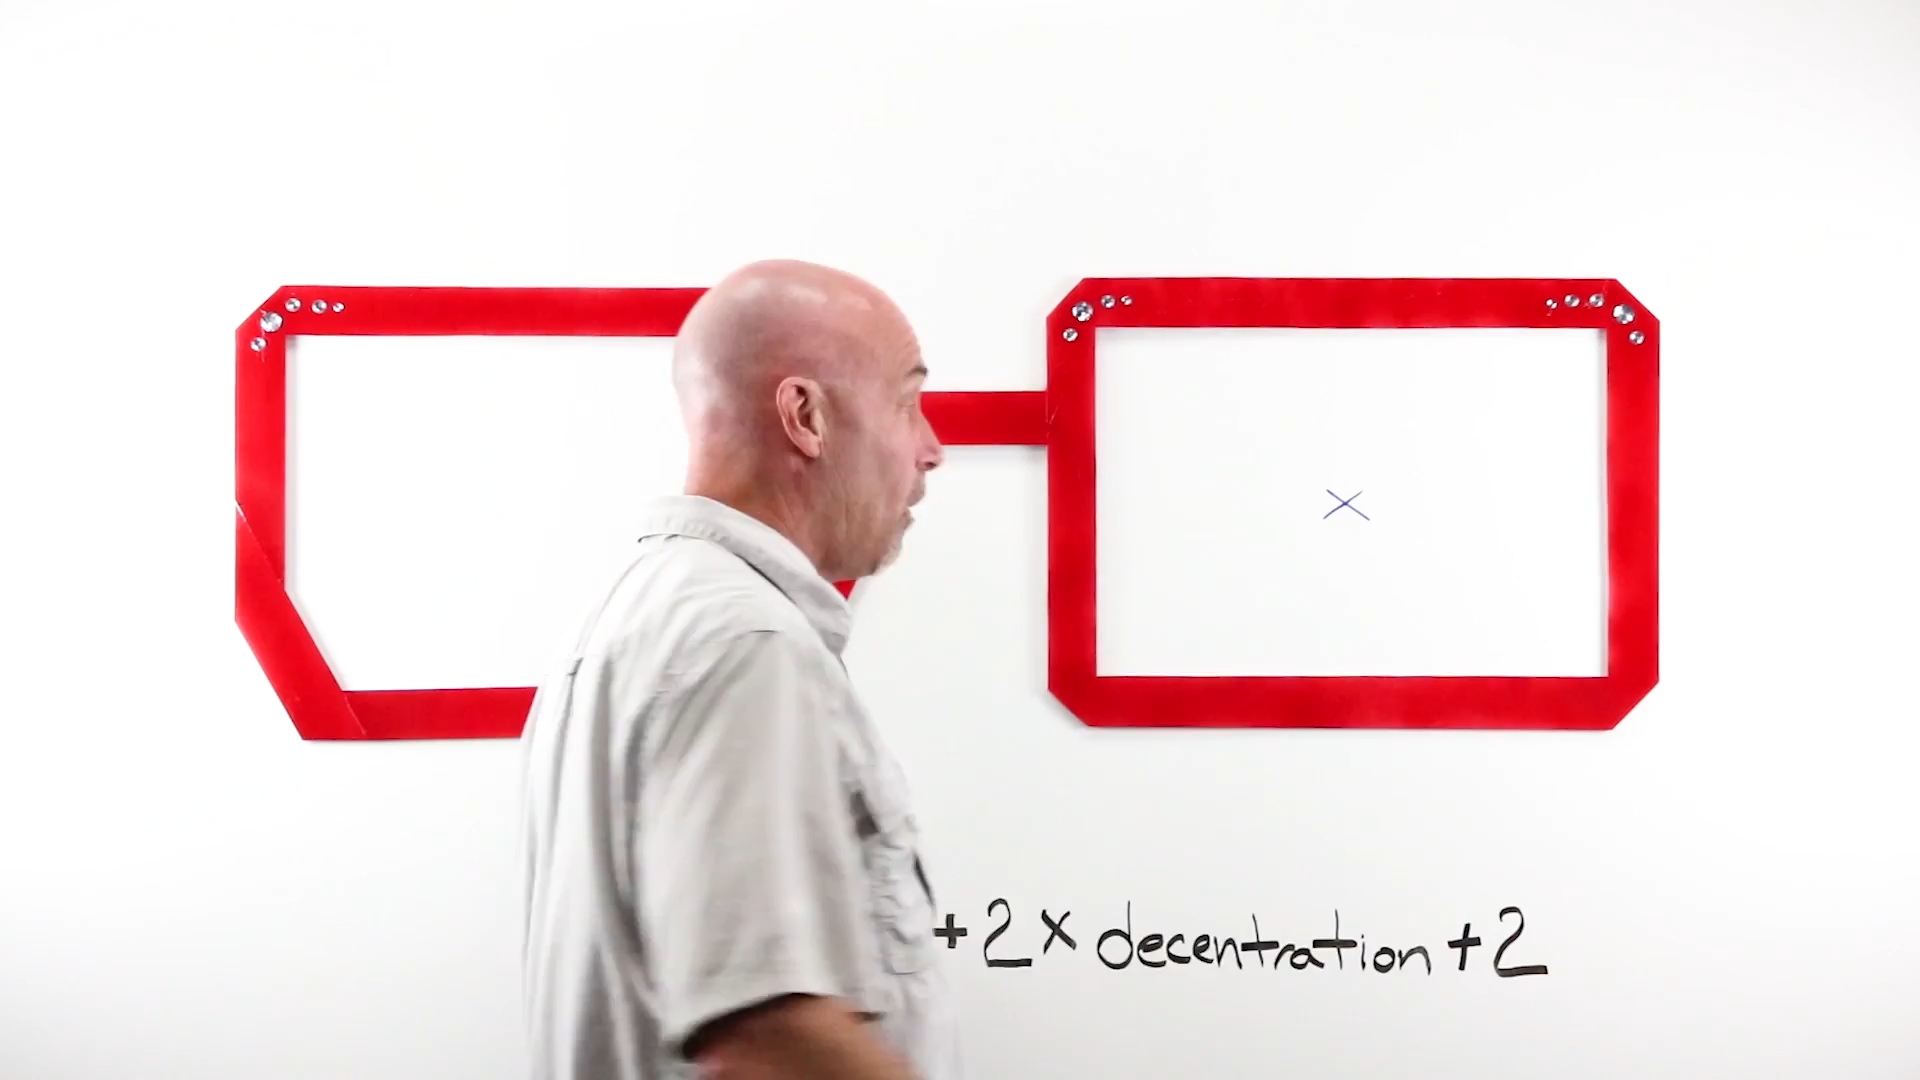 +2 x decentration +2